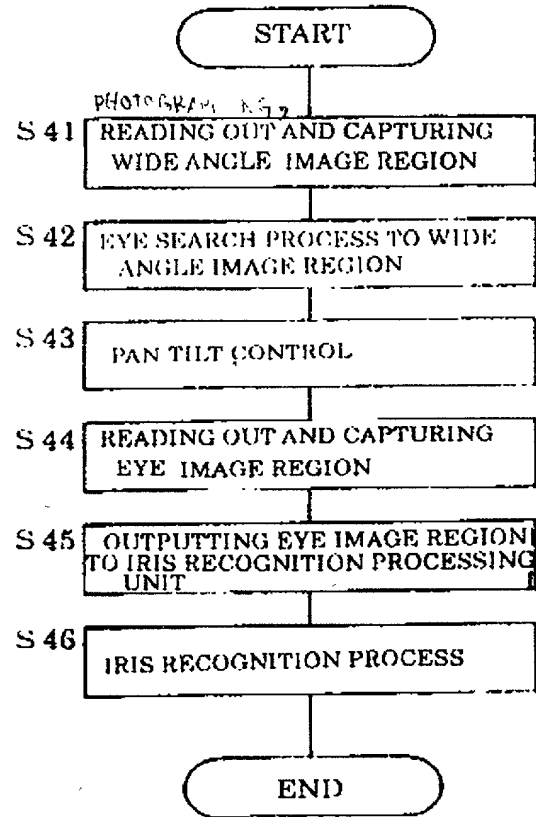 START
S 41
READING OUT AND CAPTURING
WIDE ANGLE IMAGE REGION
S 42
EYE SEARCH PROCESS TO WIDE
ANGLE IMAGE REGION
S 43
PAN TILT CONTROL
S 44
READING OUT AND CAPTURING
EYE IMAGE REGION
S 45
OUTPUTTING EYE IMAGE REGION
TO IRIS RECOGNITION PROCESSING
UNIT
S 46
IRIS RECOGNITION PROCESS
END